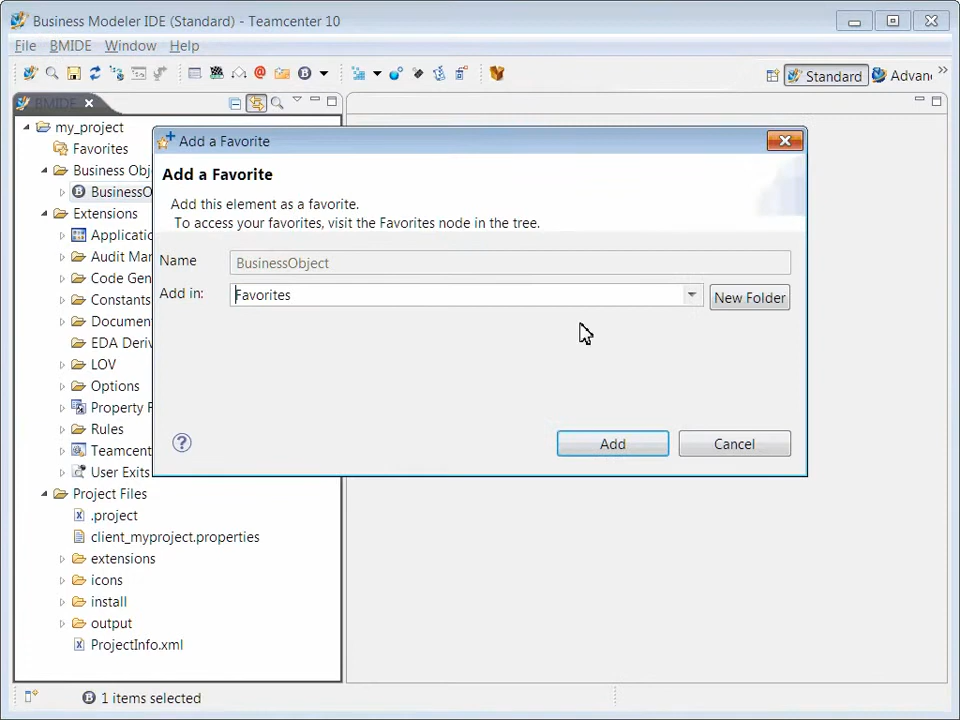 Business Modeler IDE (Standard) - Teamcenter 10
File BMIDE Window Help
Standard Advan
BMIDE
my_project
Favorites
Business Obj
BusinessO
Extensions
Applicatio
Audit Mar
Code Gen
Constants
Documen
EDA Deriv
LOV
Options
Property F
Rules
Teamcent
User Exits
Project Files
.project
client_myproject.properties
extensions
icons
install
output
ProjectInfo.xml
Add a Favorite
Add a Favorite
Add this element as a favorite.
To access your favorites, visit the Favorites node in the tree.
Name BusinessObject
Add in: Favorites New Folder
Add Cancel
1 items selected